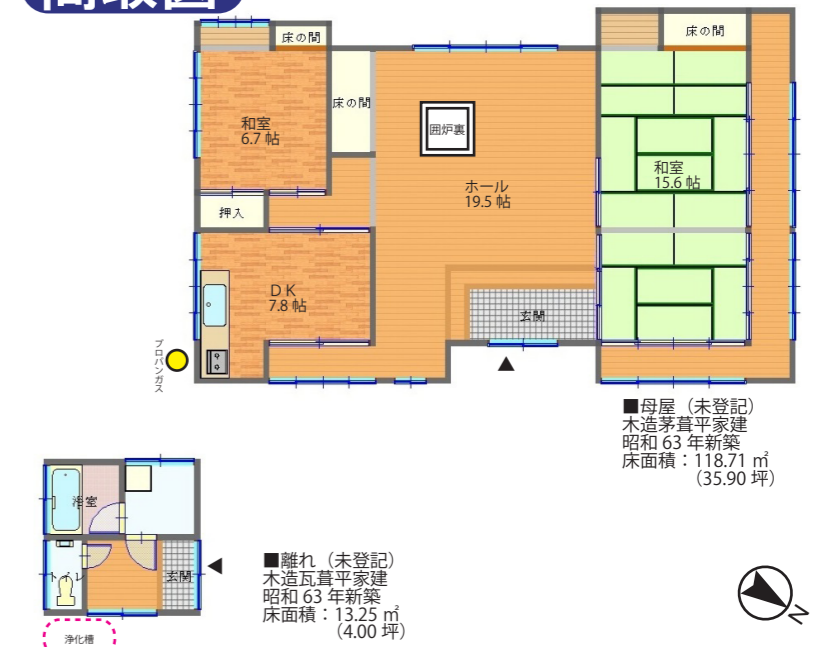 間取図
床の間
床の間
床の間
和室
6.7 帖
囲炉裏
ホール
19.5 帖
和室
15.6 帖
押入
ＤＫ
7.8 帖
玄関
プロパンガス
■母屋（未登記）
木造茅葺平家建
昭和 63 年新築
床面積：118.71 ㎡
（35.90 坪）
浴室
トイレ
玄関
浄化槽
■離れ（未登記）
木造瓦葺平家建
昭和 63 年新築
床面積：13.25 ㎡
（4.00 坪）
N